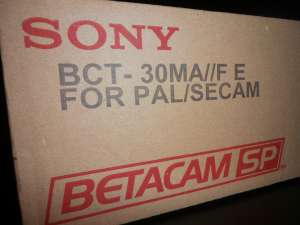 SONY
BCT- 30MA//F E
FOR PAL/SECAM
BETACAM SP